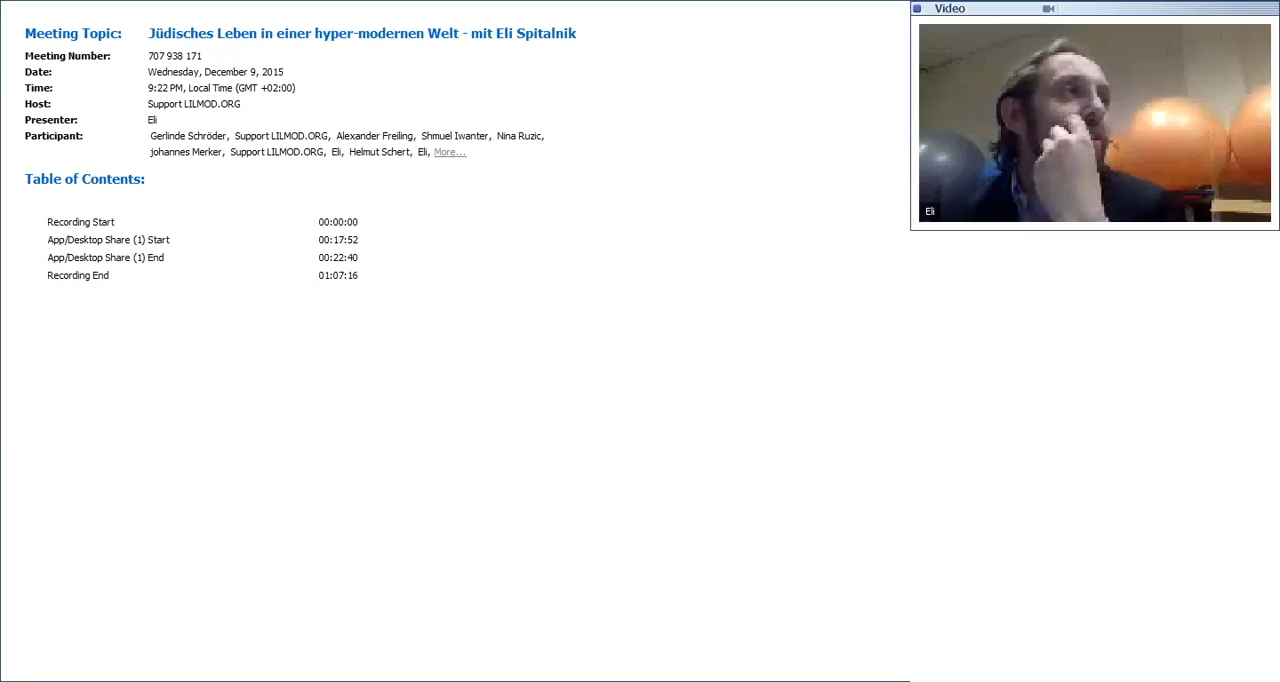 Meeting Topic: Jüdisches Leben in einer hyper-modernen Welt - mit Eli Spitalnik
Meeting Number: 707 938 171
Date: Wednesday, December 9, 2015
Time: 9:22 PM, Local Time (GMT +02:00)
Host: Support LILMOD.ORG
Presenter: Eli
Participant: Gerlinde Schröder, Support LILMOD.ORG, Alexander Freiling, Shmuel Iwanter, Nina Ruzic,
johannes Merker, Support LILMOD.ORG, Eli, Helmut Schert, Eli, More...
Table of Contents:
Recording Start 00:00:00
App/Desktop Share (1) Start 00:17:52
App/Desktop Share (1) End 00:22:40
Recording End 01:07:16
Video
Eli